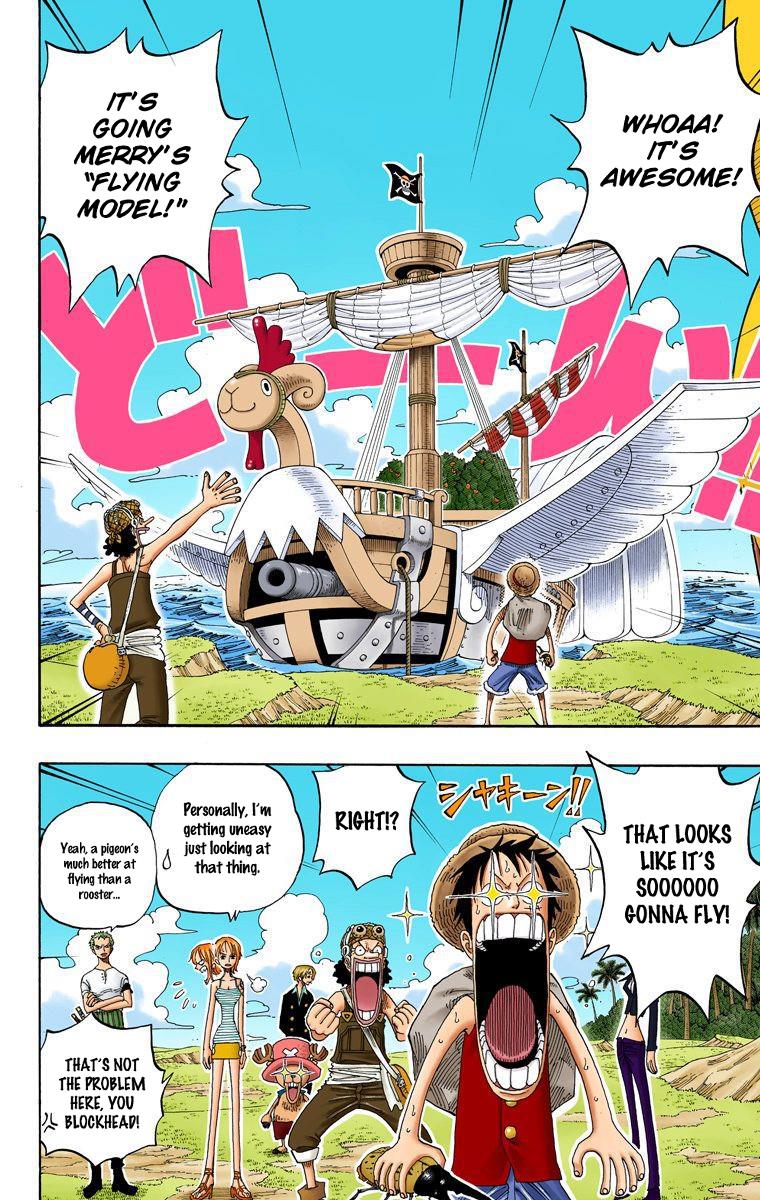 WHOAA!
IT'S
AWESOME!
IT'S
GOING
MERRY'S
"FLYING
MODEL!"
どーーん!!
THAT LOOKS
LIKE IT'S
SOOOOOO
GONNA FLY!
シャキーン!!
RIGHT!?
Personally, I'm
getting uneasy
just looking at
that thing.
Yeah, a pigeon's
much better at
flying than a
rooster...
THAT'S NOT
THE PROBLEM
HERE, YOU
BLOCKHEAD!